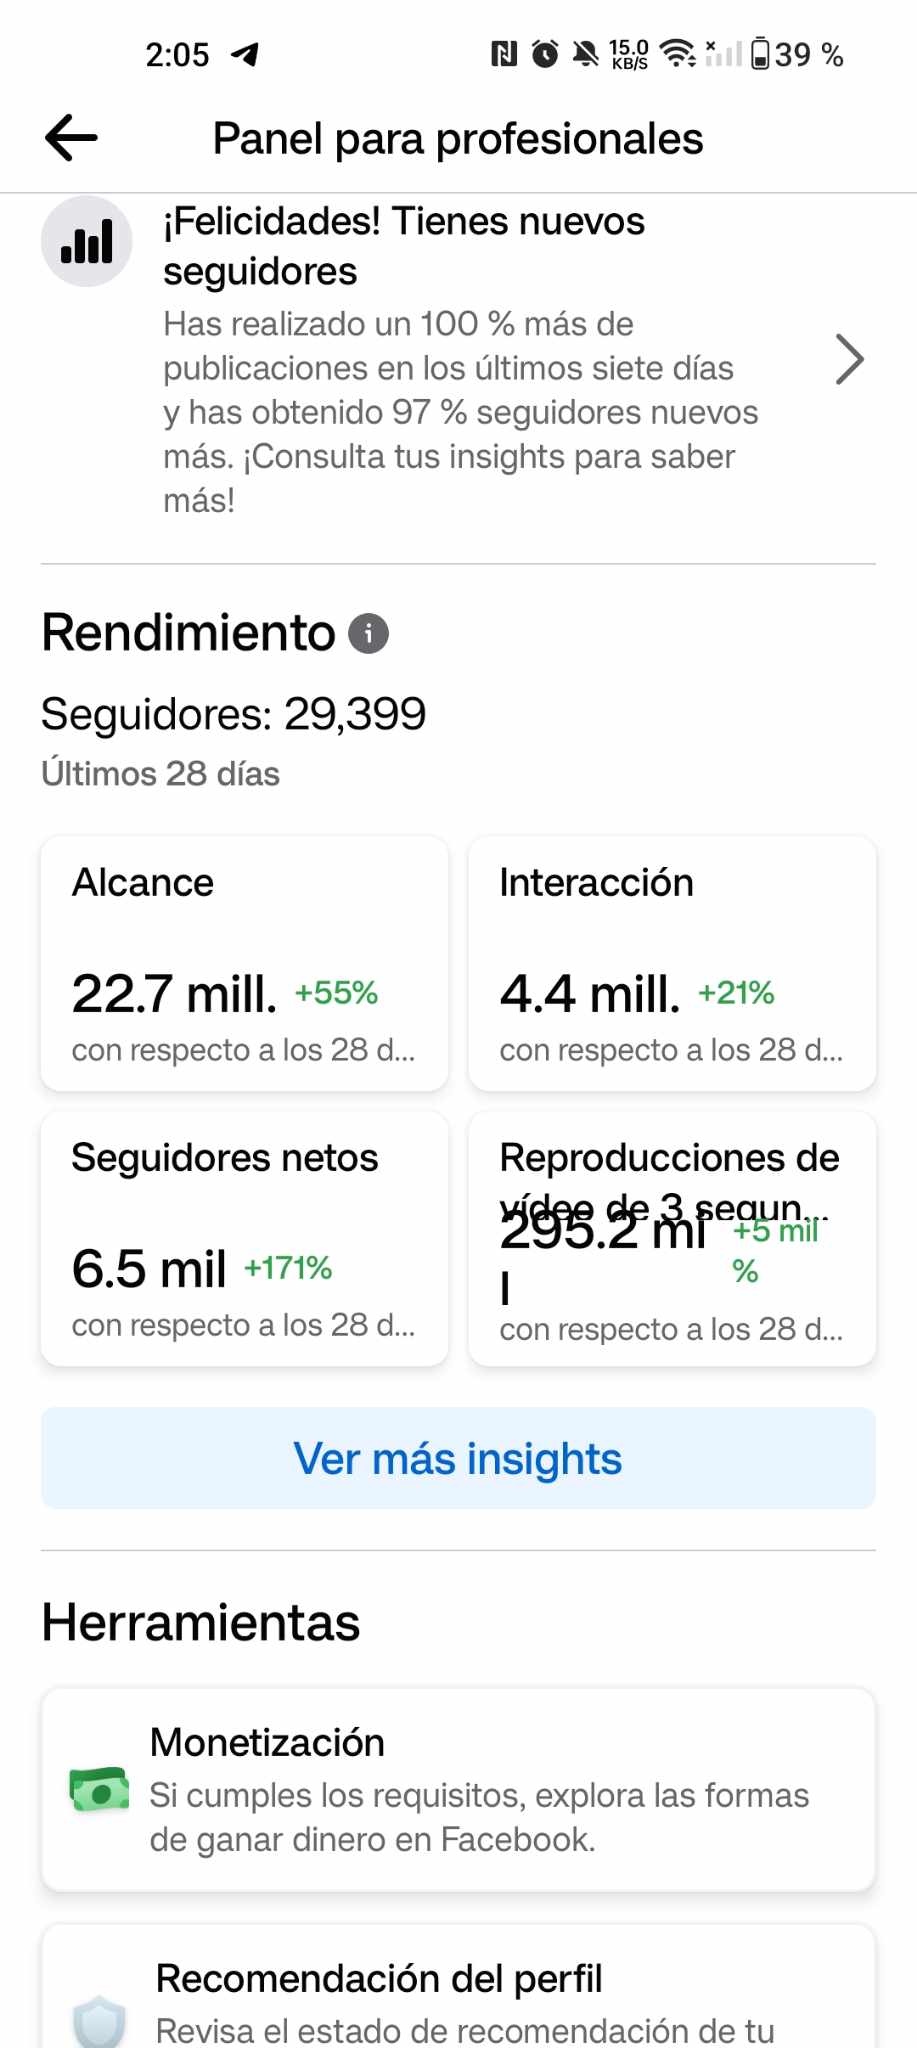 2:05 15.0 KB/S 39 %
Panel para profesionales
¡Felicidades! Tienes nuevos
seguidores
Has realizado un 100 % más de
publicaciones en los últimos siete días
y has obtenido 97 % seguidores nuevos
más. ¡Consulta tus insights para saber
más!
Rendimiento
Seguidores: 29,399
Últimos 28 días
Alcance
22.7 mill. +55%
con respecto a los 28 d...
Interacción
4.4 mill. +21%
con respecto a los 28 d...
Seguidores netos
6.5 mil +171%
con respecto a los 28 d...
Reproducciones de
vídeo de 3 segun...
295.2 mi +5 mil
l %
con respecto a los 28 d...
Ver más insights
Herramientas
Monetización
Si cumples los requisitos, explora las formas
de ganar dinero en Facebook.
Recomendación del perfil
Revisa el estado de recomendación de tu